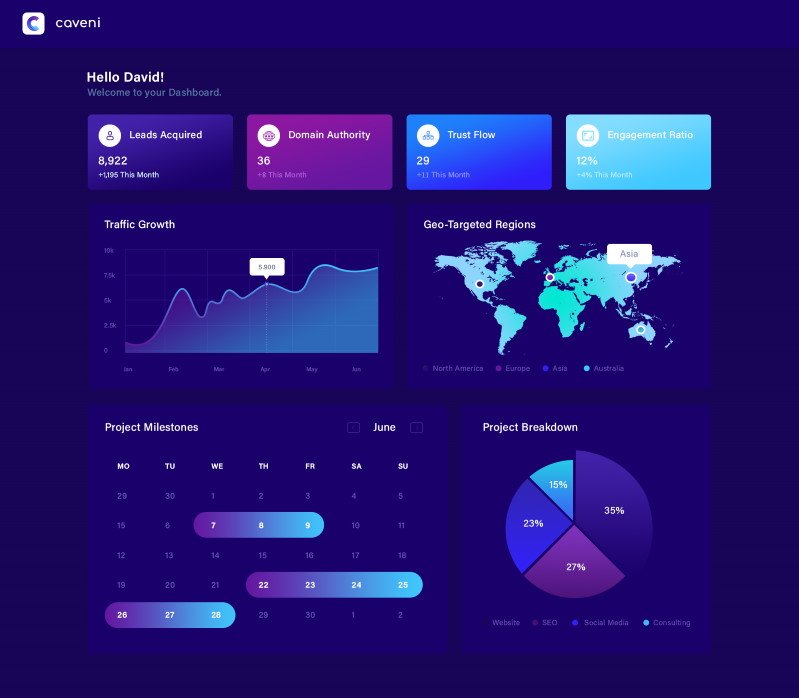 caveni
Hello David!
Welcome to your Dashboard.
Leads Acquired
8,922
+1,195 This Month
Domain Authority
36
+8 This Month
Trust Flow
29
+11 This Month
Engagement Ratio
12%
+4% This Month
Traffic Growth
10k
7.5k
5k
2.5k
0
5.900
Jan Feb Mar Apr May Jun
Geo-Targeted Regions
Asia
North America Europe Asia Australia
Project Milestones
June
MO TU WE TH FR SA SU
29 30 1 2 3 4 5
15 6 7 8 9 10 11
12 13 14 15 16 17 18
19 20 21 22 23 24 25
26 27 28 29 30 1 2
Project Breakdown
15%
35%
23%
27%
Website SEO Social Media Consulting